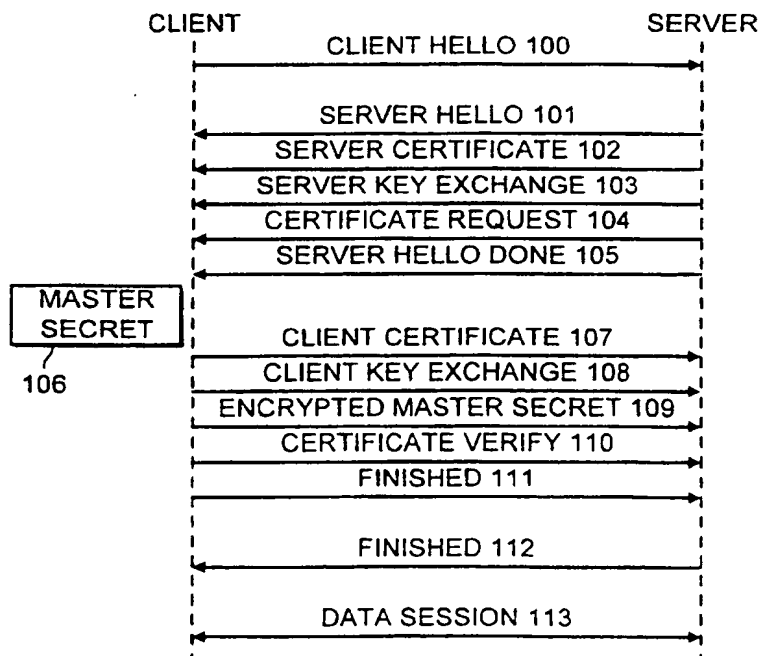 CLIENT SERVER
CLIENT HELLO 100
SERVER HELLO 101
SERVER CERTIFICATE 102
SERVER KEY EXCHANGE 103
CERTIFICATE REQUEST 104
SERVER HELLO DONE 105
MASTER
SECRET
106
CLIENT CERTIFICATE 107
CLIENT KEY EXCHANGE 108
ENCRYPTED MASTER SECRET 109
CERTIFICATE VERIFY 110
FINISHED 111
FINISHED 112
DATA SESSION 113